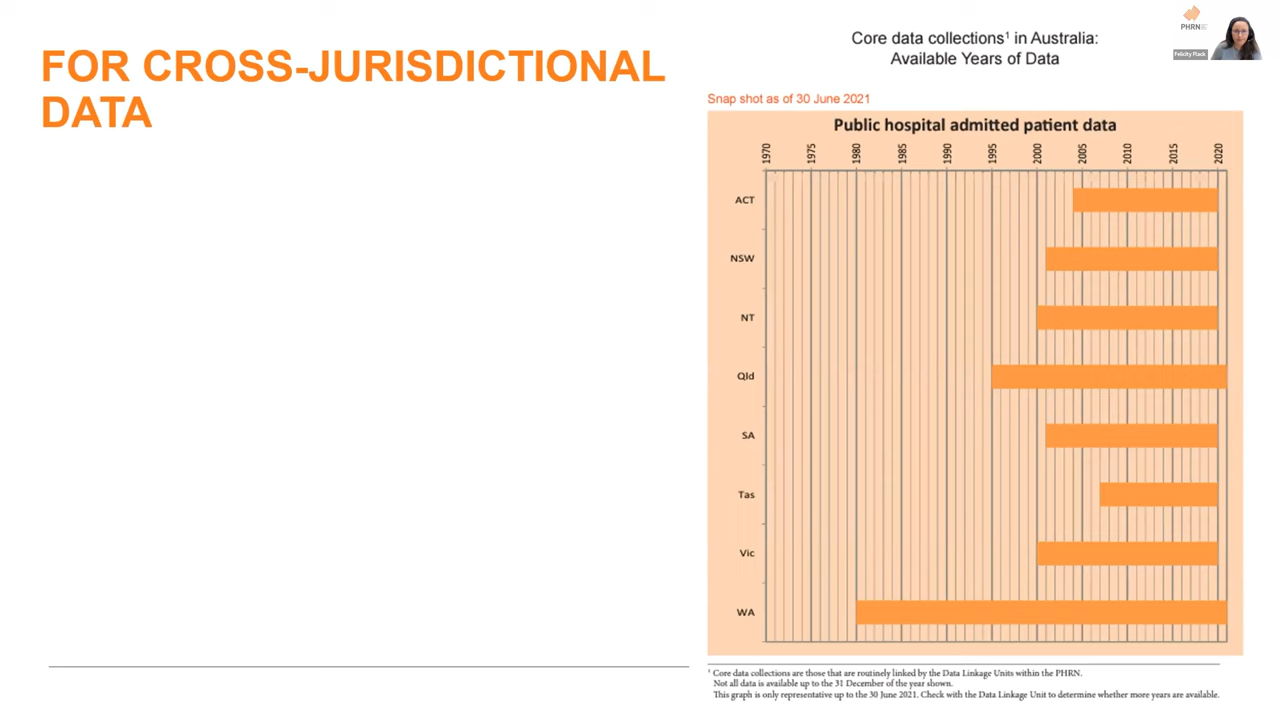 FOR CROSS-JURISDICTIONAL
DATA
Core data collections¹ in Australia:
Available Years of Data
PHRN
Felicity Flack
Snap shot as of 30 June 2021
Public hospital admitted patient data
1970 1975 1980 1985 1990 1995 2000 2005 2010 2015 2020
ACT
NSW
NT
Qld
SA
Tas
Vic
WA
¹ Core data collections are those that are routinely linked by the Data Linkage Units within the PHRN.
Not all data is available up to the 31 December of the year shown.
This graph is only representative up to the 30 June 2021. Check with the Data Linkage Unit to determine whether more years are available.